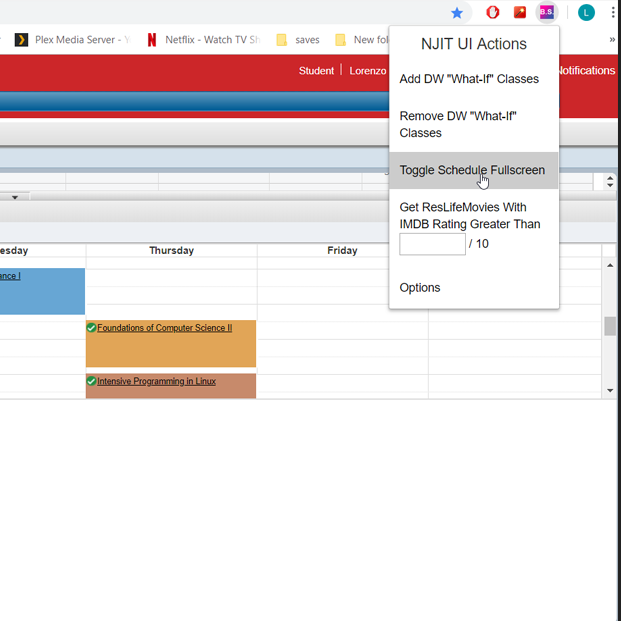 B.S.
L
Plex Media Server -
Netflix - Watch TV Sh
saves
New fol
»
NJIT UI Actions
Add DW "What-If" Classes
Remove DW "What-If"
Classes
Toggle Schedule Fullscreen
Get ResLifeMovies With
IMDB Rating Greater Than
/ 10
Options
Student
Lorenzo
Notifications
esday
Thursday
Friday
ance I
Foundations of Computer Science II
Intensive Programming in Linux